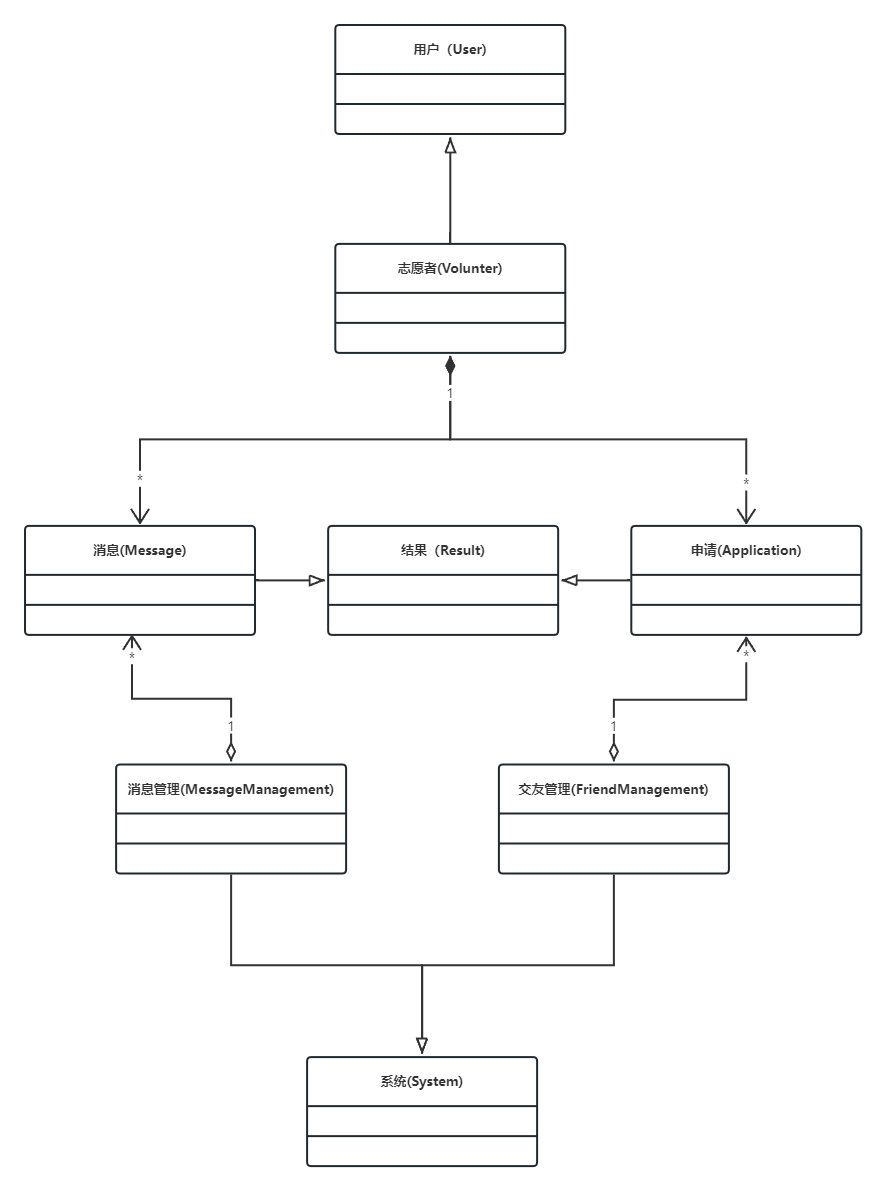 用户（User)
志愿者(Volunter)
1
*
*
消息(Message)
结果（Result)
申请(Application)
*
*
1
1
消息管理(MessageManagement)
交友管理(FriendManagement)
系统(System)